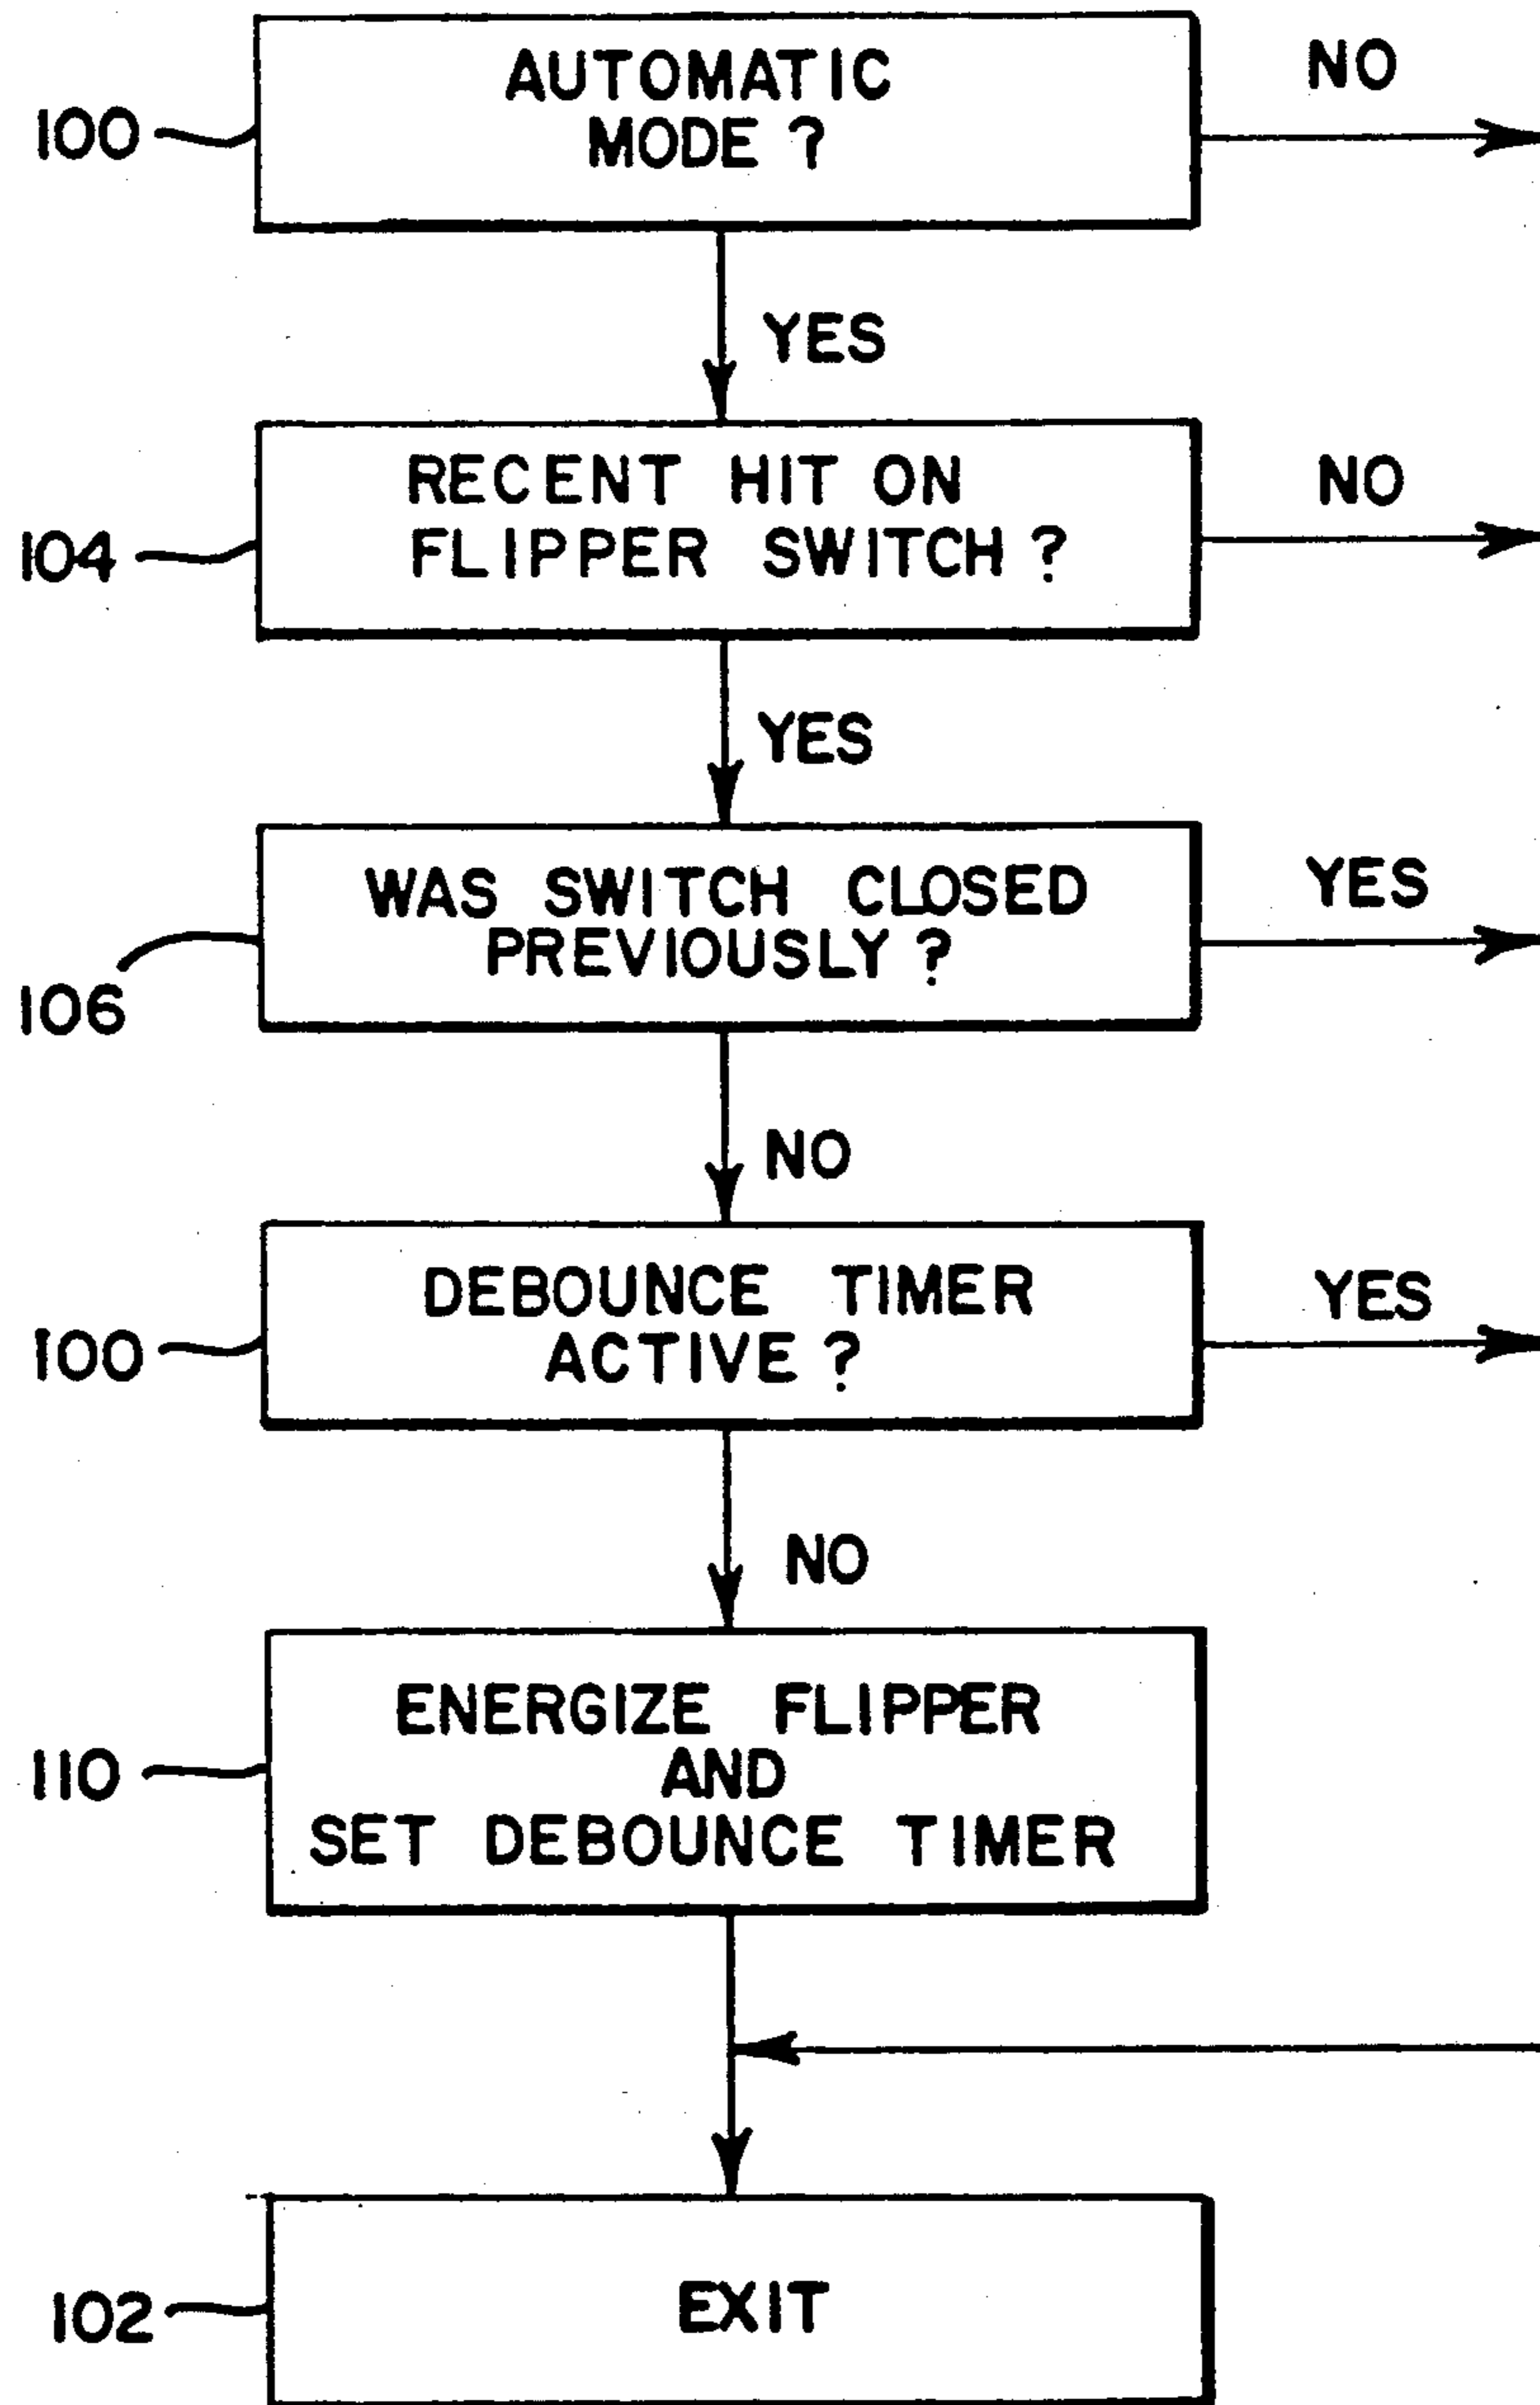 AUTOMATIC
MODE ?
NO
100
YES
RECENT HIT ON
FLIPPER SWITCH ?
NO
104
YES
WAS SWITCH CLOSED
PREVIOUSLY ?
YES
106
NO
DEBOUNCE TIMER
ACTIVE ?
YES
100
NO
ENERGIZE FLIPPER
AND
SET DEBOUNCE TIMER
110
EXIT
102